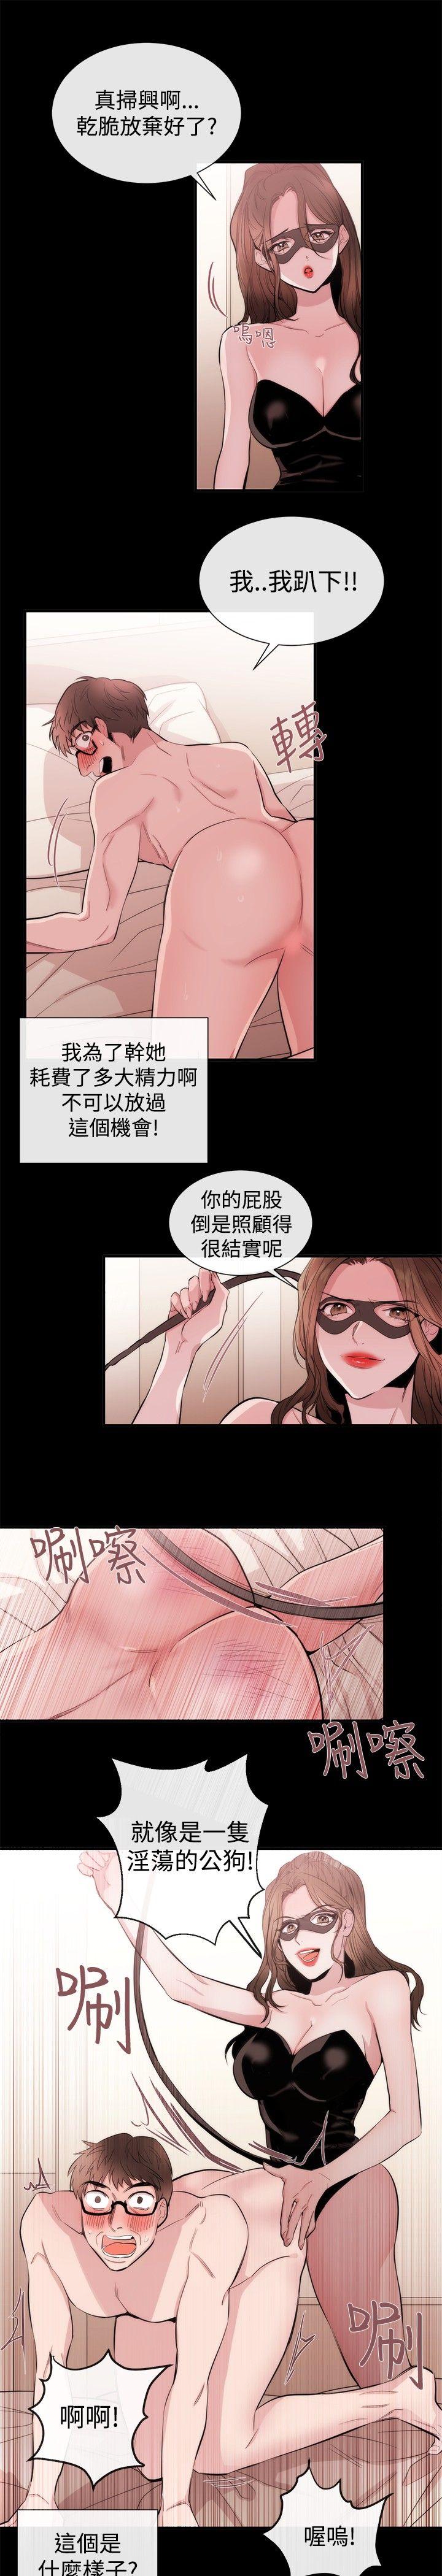 真掃興啊...
乾脆放棄好了?
嗚嗯
我..我趴下!!
轉
我為了幹她
耗費了多大精力啊
不可以放過
這個機會!
你的屁股
倒是照顧得
很結實呢
唰嚓
唰嚓
就像是一隻
淫蕩的公狗!
唰
唰
啊啊!
喔嗚!
這個是
什麼樣子?